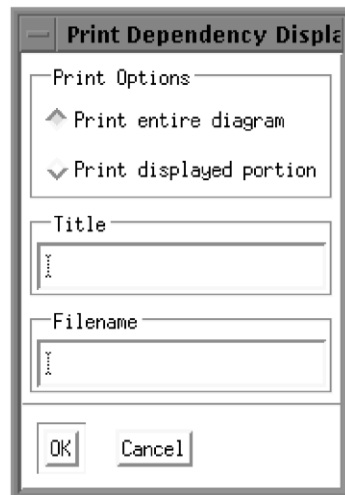 Print Dependency Displa
Print Options
Print entire diagram
Print displayed portion
Title
Filename
OK Cancel